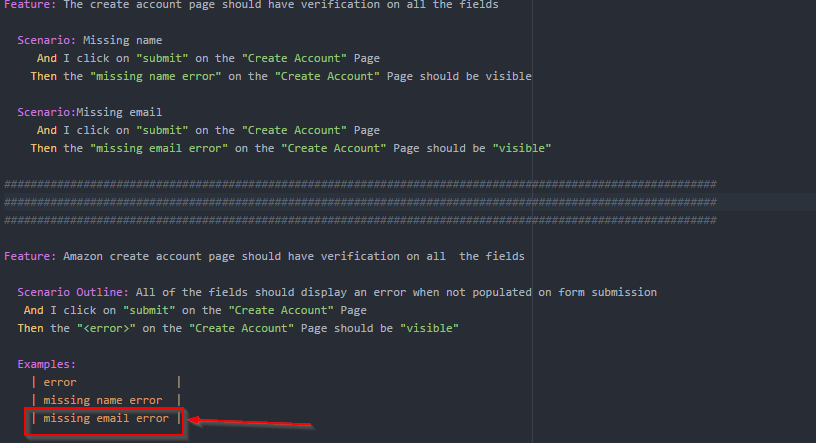 Feature: The create account page should have verification on all the fields
Scenario: Missing name
And I click on "submit" on the "Create Account" Page
Then the "missing name error" on the "Create Account" Page should be visible
Scenario:Missing email
And I click on "submit" on the "Create Account" Page
Then the "missing email error" on the "Create Account" Page should be "visible"
############################################################################################################
############################################################################################################
############################################################################################################
Feature: Amazon create account page should have verification on all  the fields
Scenario Outline: All of the fields should display an error when not populated on form submission
And I click on "submit" on the "Create Account" Page
Then the "<error>" on the "Create Account" Page should be "visible"
Examples:
| error               |
| missing name error  |
| missing email error |